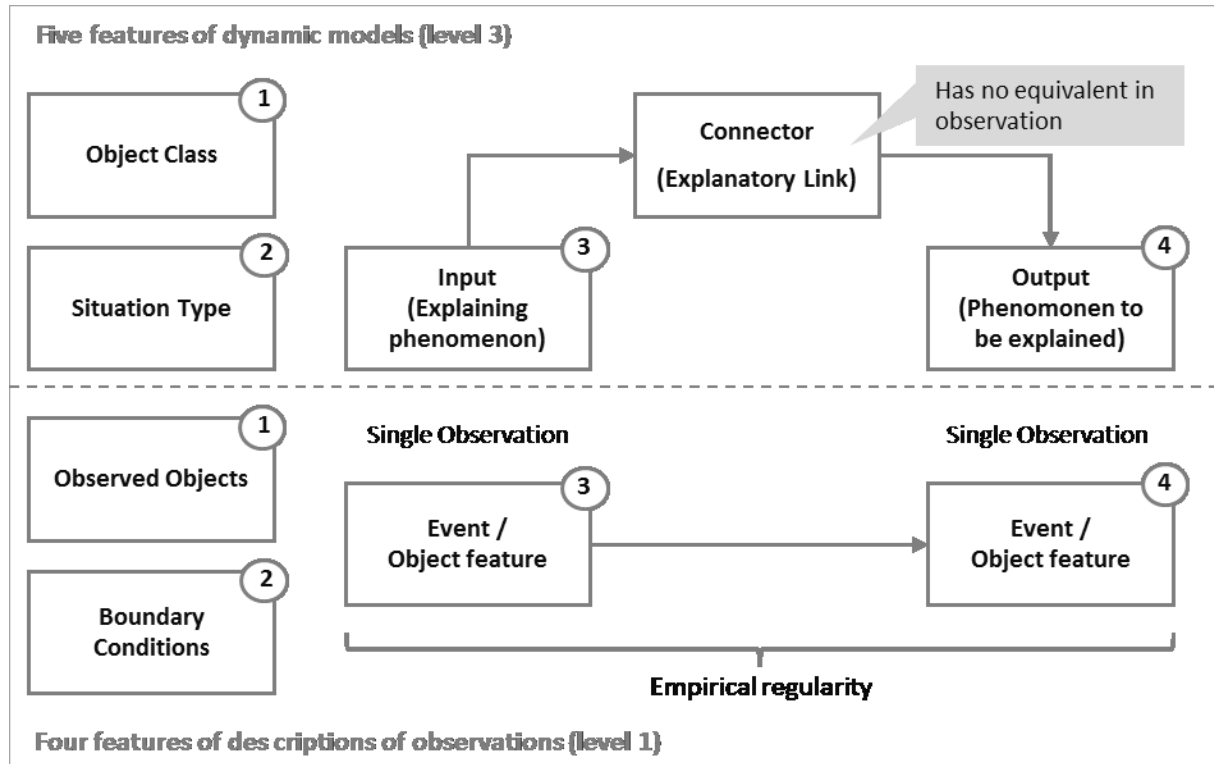 Five features of dynamic models (level 3)
1
Object Class
Connector
(Explanatory Link)
Has no equivalent in
observation
2
Situation Type
3
Input
(Explaining
phenomenon)
4
Output
(Phenomonen to
be explained)
1
Observed Objects
Single Observation
Single Observation
3
Event /
Object feature
4
Event /
Object feature
2
Boundary
Conditions
Empirical regularity
Four features of des criptions of observations (level 1)